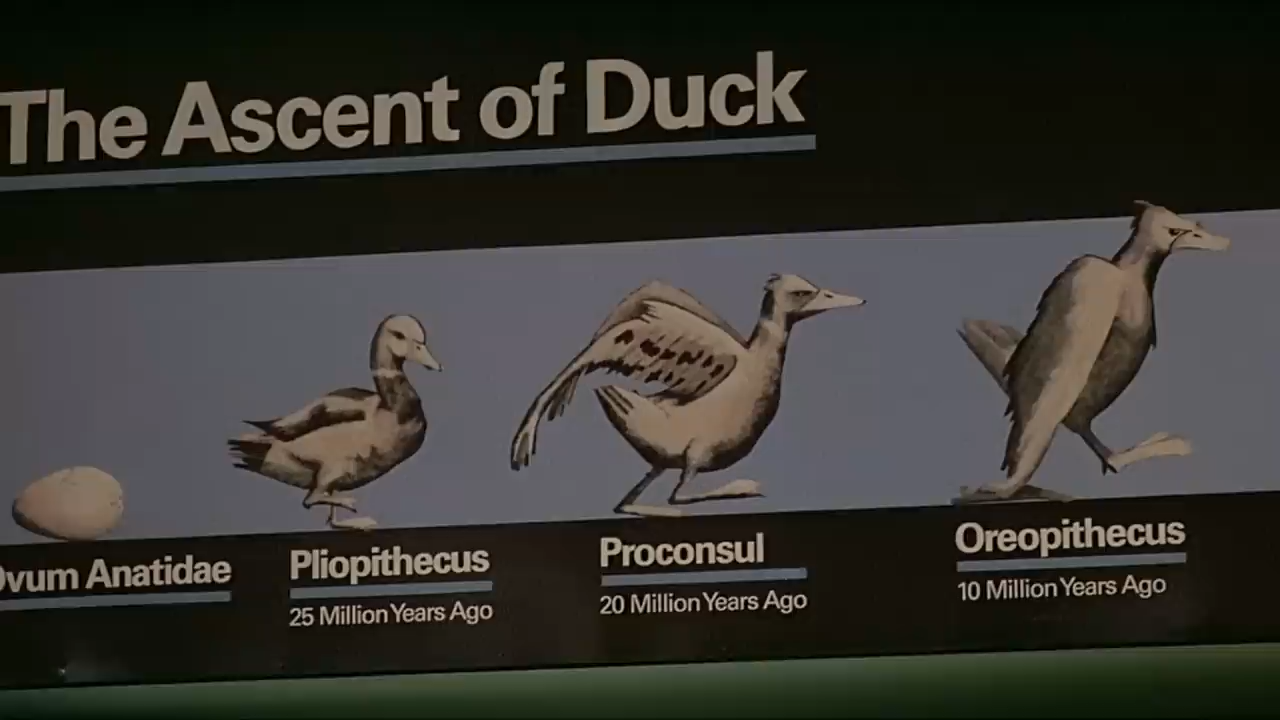 The Ascent of Duck
Ovum Anatidae
Pliopithecus
25 Million Years Ago
Proconsul
20 Million Years Ago
Oreopithecus
10 Million Years Ago